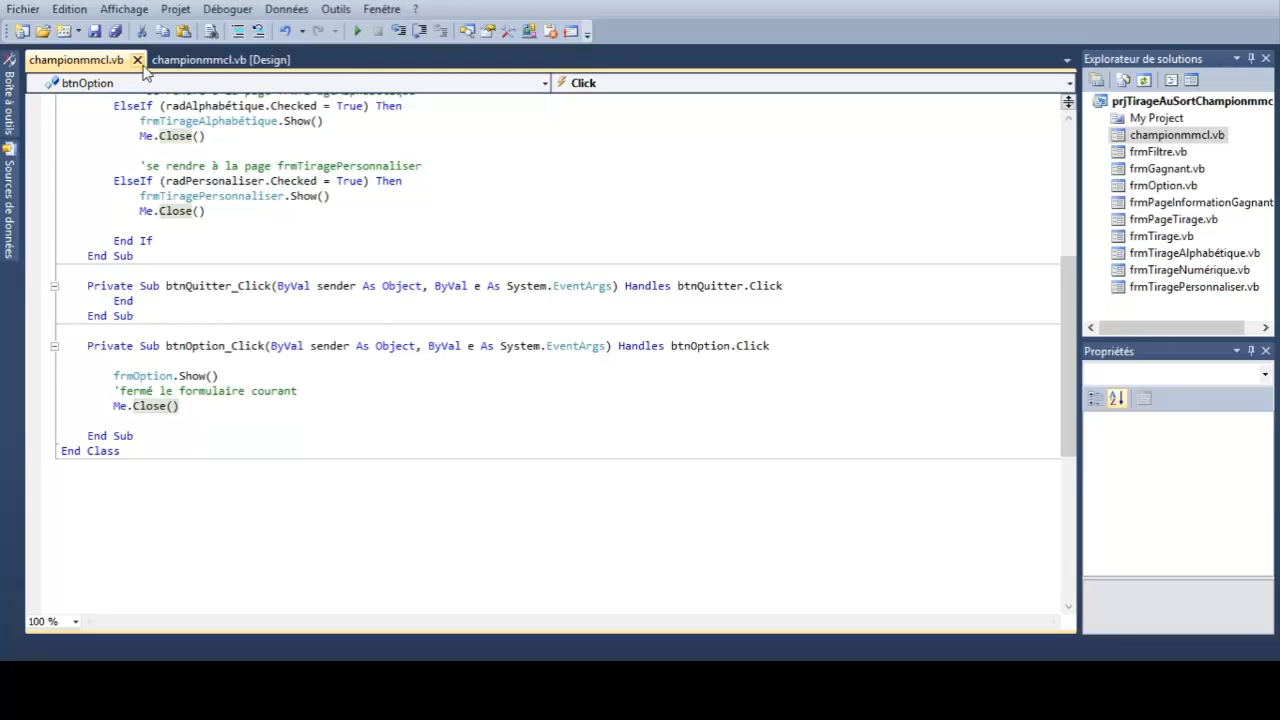 Fichier Edition Affichage Projet Déboguer Données Outils Fenêtre ?
championmmcl.vb championmmcl.vb [Design]
btnOption Click
ElseIf (radAlphabétique.Checked = True) Then
frmTirageAlphabétique.Show()
Me.Close()
'se rendre à la page frmTiragePersonnaliser
ElseIf (radPersonaliser.Checked = True) Then
frmTiragePersonnaliser.Show()
Me.Close()
End If
End Sub
Private Sub btnQuitter_Click(ByVal sender As Object, ByVal e As System.EventArgs) Handles btnQuitter.Click
End
End Sub
Private Sub btnOption_Click(ByVal sender As Object, ByVal e As System.EventArgs) Handles btnOption.Click
frmOption.Show()
'fermé le formulaire courant
Me.Close()
End Sub
End Class
100 %
Boîte à outils
Sources de données
Explorateur de solutions
prjTirageAuSortChampionmmc
My Project
championmmcl.vb
frmFiltre.vb
frmGagnant.vb
frmOption.vb
frmPageInformationGagnant
frmPageTirage.vb
frmTirage.vb
frmTirageAlphabétique.vb
frmTirageNumérique.vb
frmTiragePersonnaliser.vb
Propriétés